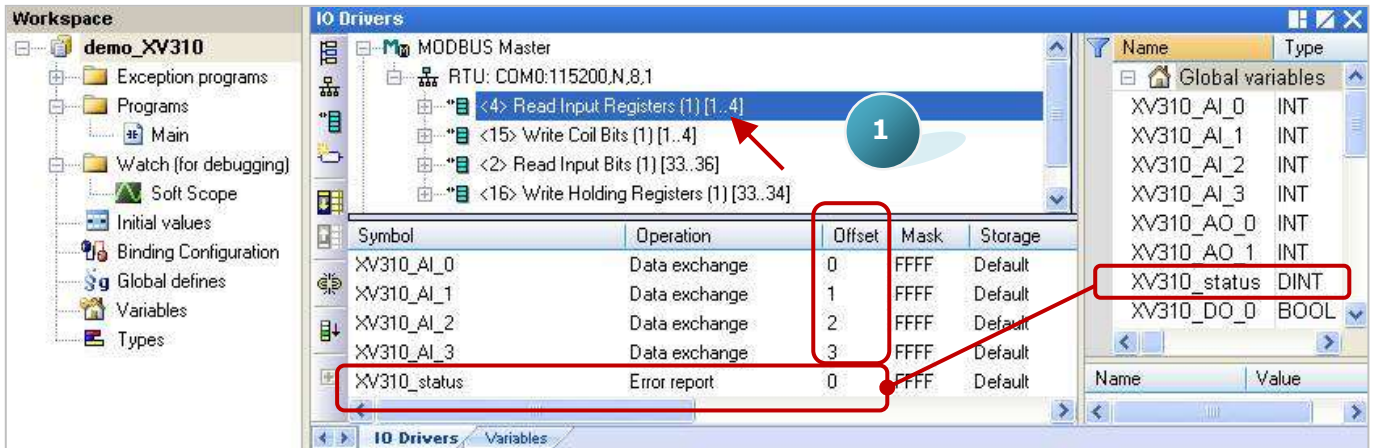 Workspace
demo_XV310
Exception programs
Programs
Main
Watch (for debugging)
Soft Scope
Initial values
Binding Configuration
Global defines
Variables
Types
IO Drivers
MODBUS Master
RTU: COM0:115200,N,8,1
<4> Read Input Registers (1) [1..4]
<15> Write Coil Bits (1) [1..4]
<2> Read Input Bits (1) [33..36]
<16> Write Holding Registers (1) [33..34]
1
Symbol Operation Offset Mask Storage
XV310_AI_0 Data exchange 0 FFFF Default
XV310_AI_1 Data exchange 1 FFFF Default
XV310_AI_2 Data exchange 2 FFFF Default
XV310_AI_3 Data exchange 3 FFFF Default
XV310_status Error report 0 FFFF Default
IO Drivers Variables
Name Type
Global variables
XV310_AI_0 INT
XV310_AI_1 INT
XV310_AI_2 INT
XV310_AI_3 INT
XV310_AO_0 INT
XV310_AO_1 INT
XV310_status DINT
XV310_DO_0 BOOL
Name Value